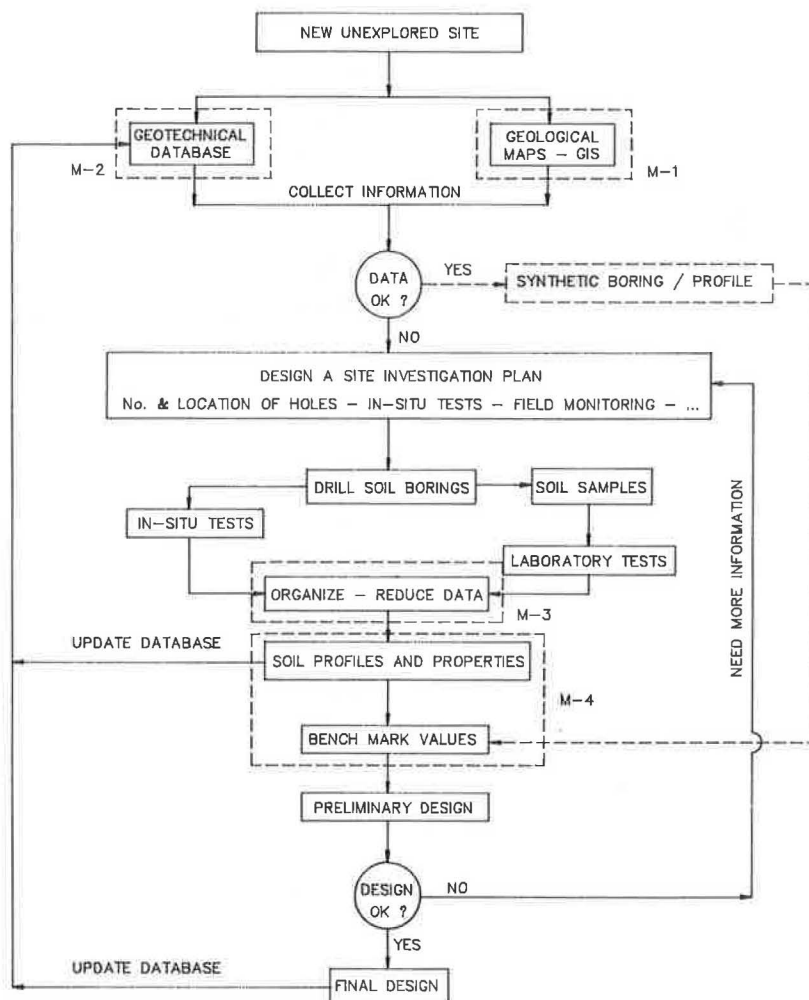 NEW UNEXPLORED SITE
GEOTECHNICAL
DATABASE
M-2
GEOLOGICAL
MAPS - GIS
M-1
COLLECT INFORMATION
DATA
OK ?
YES
SYNTHETIC BORING / PROFILE
NO
DESIGN A SITE INVESTIGATION PLAN
No. & LOCATION OF HOLES - IN-SITU TESTS - FIELD MONITORING - ...
DRILL SOIL BORINGS
SOIL SAMPLES
IN-SITU TESTS
LABORATORY TESTS
ORGANIZE - REDUCE DATA
M-3
NEED MORE INFORMATION
UPDATE DATABASE
SOIL PROFILES AND PROPERTIES
M-4
BENCH MARK VALUES
PRELIMINARY DESIGN
DESIGN
OK ?
NO
YES
UPDATE DATABASE
FINAL DESIGN